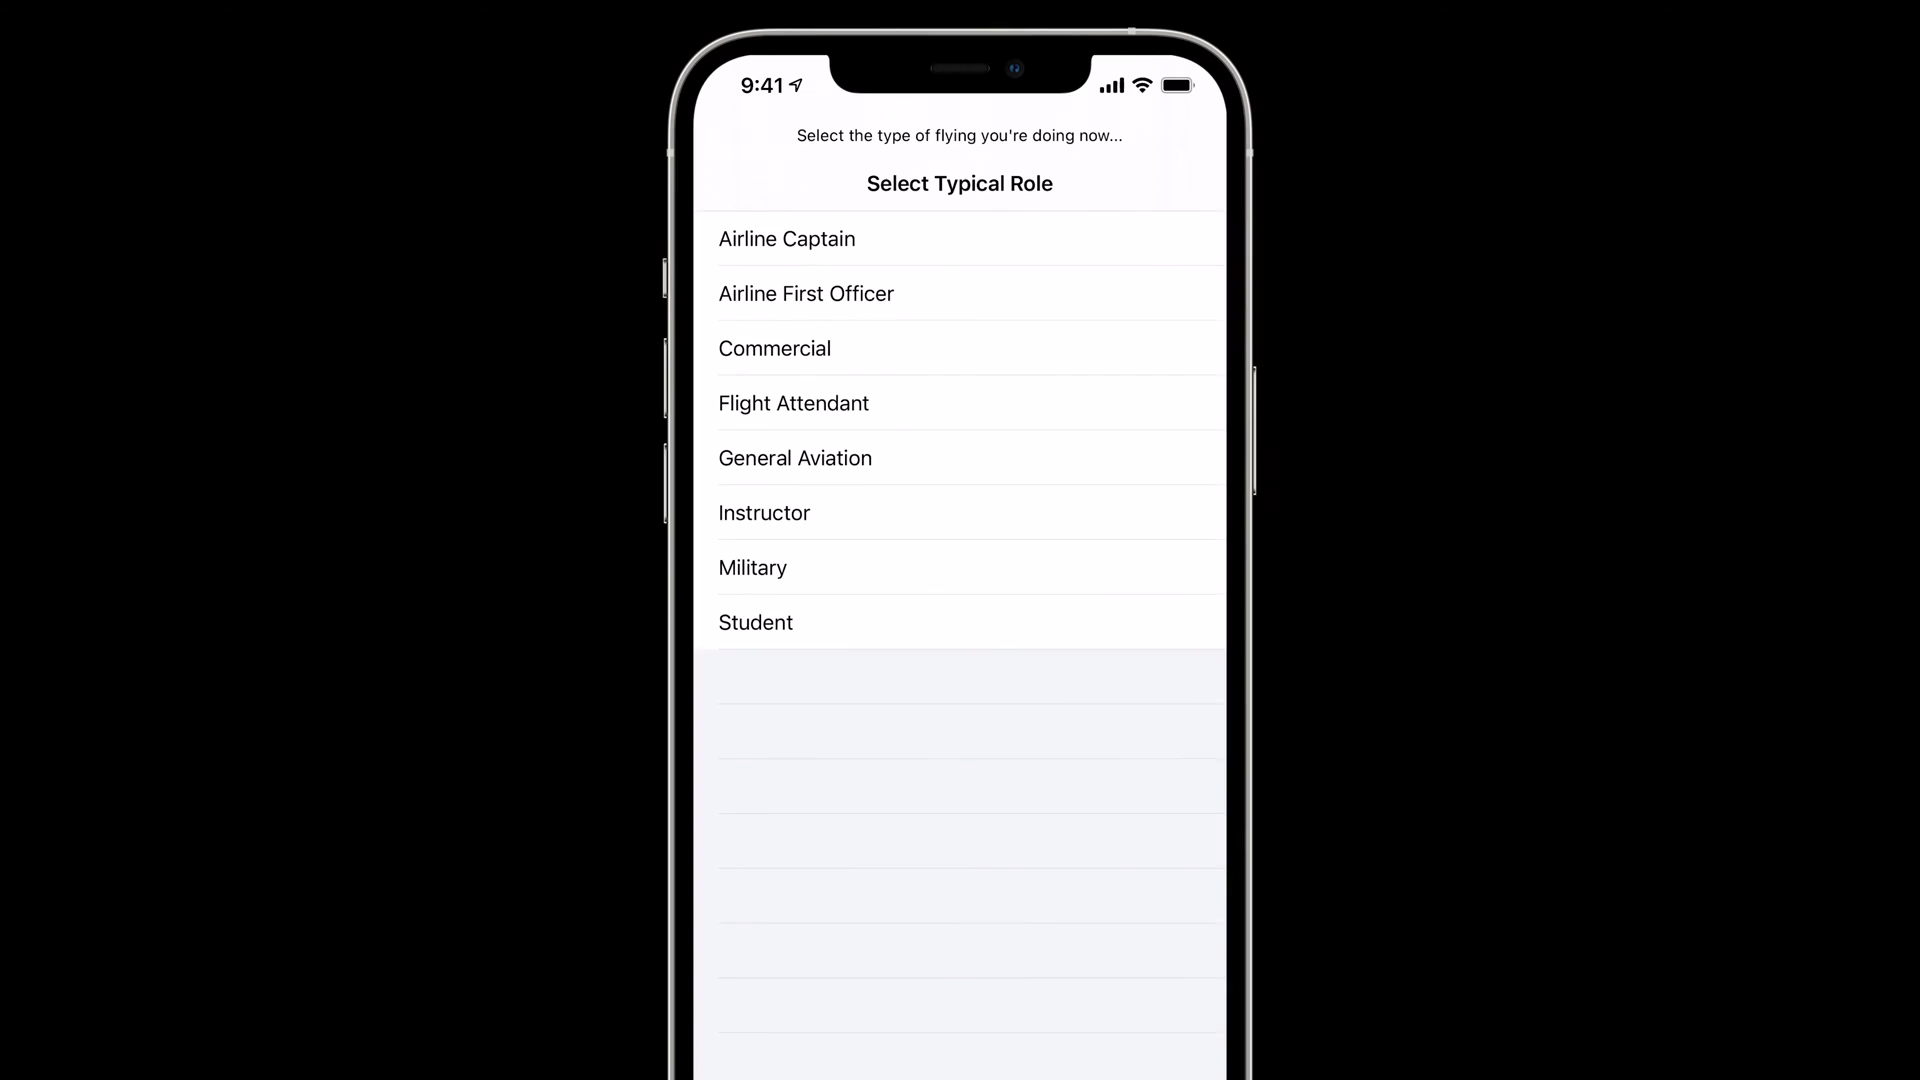 9:41
Select the type of flying you're doing now...
Select Typical Role
Airline Captain
Airline First Officer
Commercial
Flight Attendant
General Aviation
Instructor
Military
Student